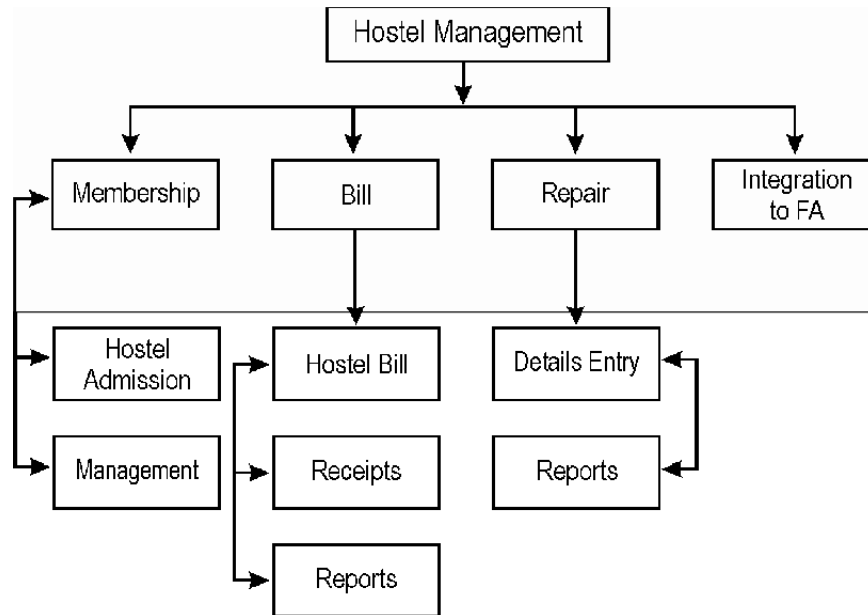 Hostel Management
Membership
Bill
Repair
Integration
to FA
Hostel
Admission
Hostel Bill
Details Entry
Management
Receipts
Reports
Reports